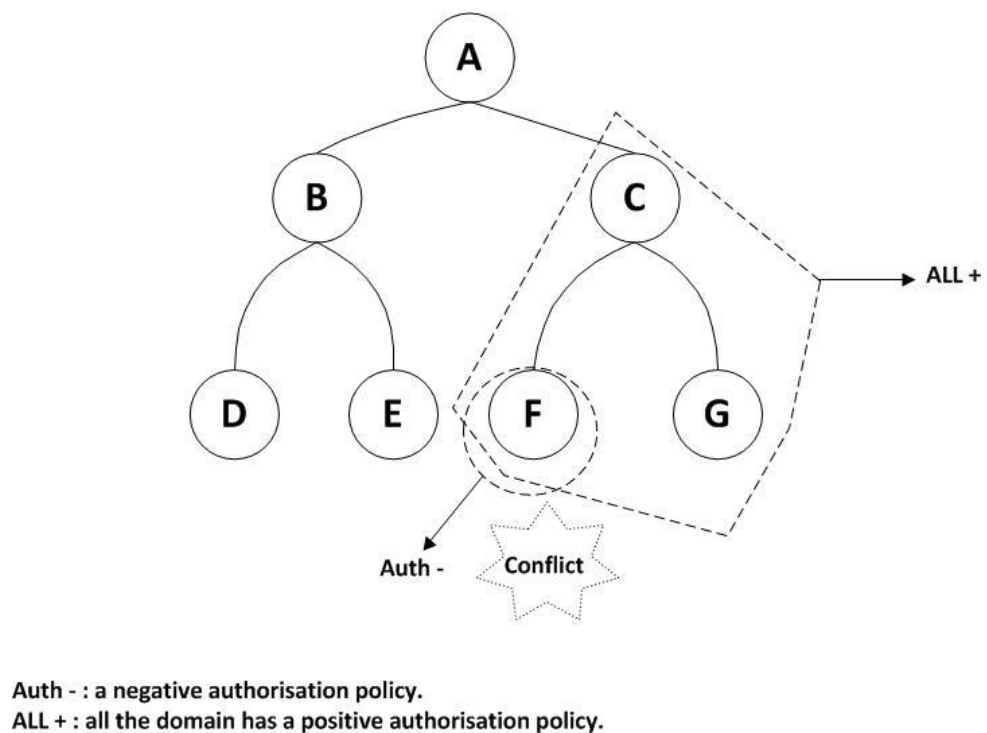 A
B
C
ALL +
D
E
F
G
Auth -
Conflict
Auth - : a negative authorisation policy.
ALL + : all the domain has a positive authorisation policy.